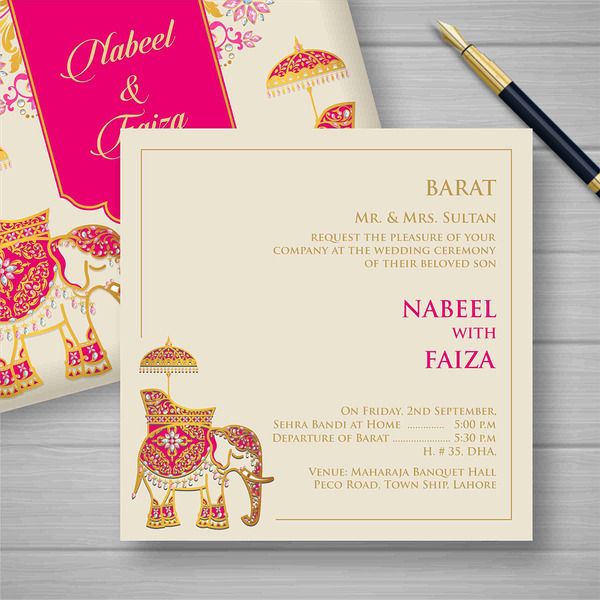 Nabeel
&
Faiza
BARAT
MR. & MRS. SULTAN
REQUEST THE PLEASURE OF YOUR
COMPANY AT THE WEDDING CEREMONY
OF THEIR BELOVED SON
NABEEL
WITH
FAIZA
ON FRIDAY, 2ND SEPTEMBER,
SEHRA BANDI AT HOME .............. 5:00 P.M
DEPARTURE OF BARAT ...................... 5:30 P.M
H. # 35. DHA,
VENUE: MAHARAJA BANQUET HALL
PECO ROAD, TOWN SHIP. LAHORE